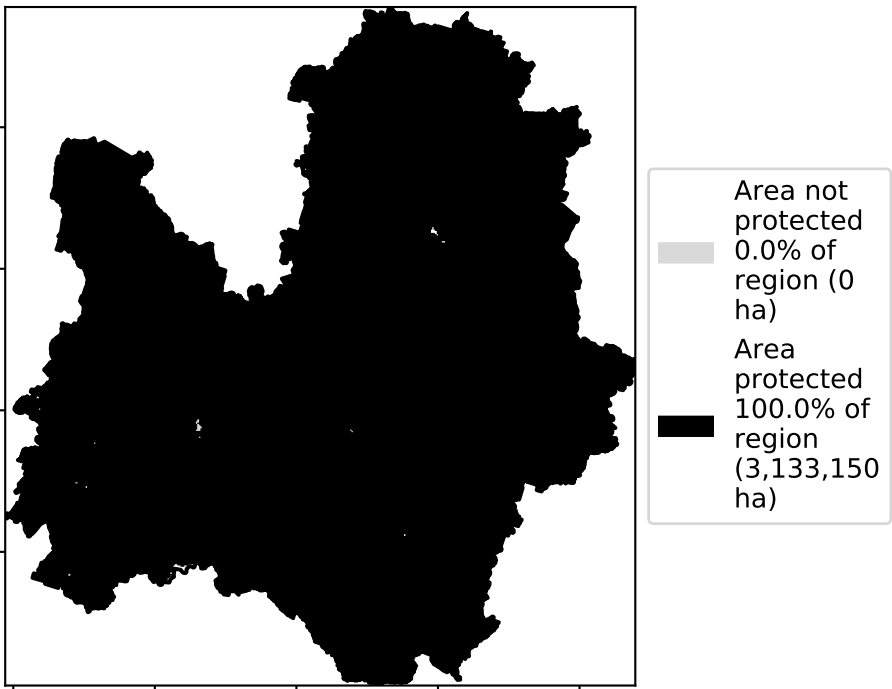 Area not
protected
0.0% of
region (0
ha)
Area
protected
100.0% of
region
(3,133,150
ha)